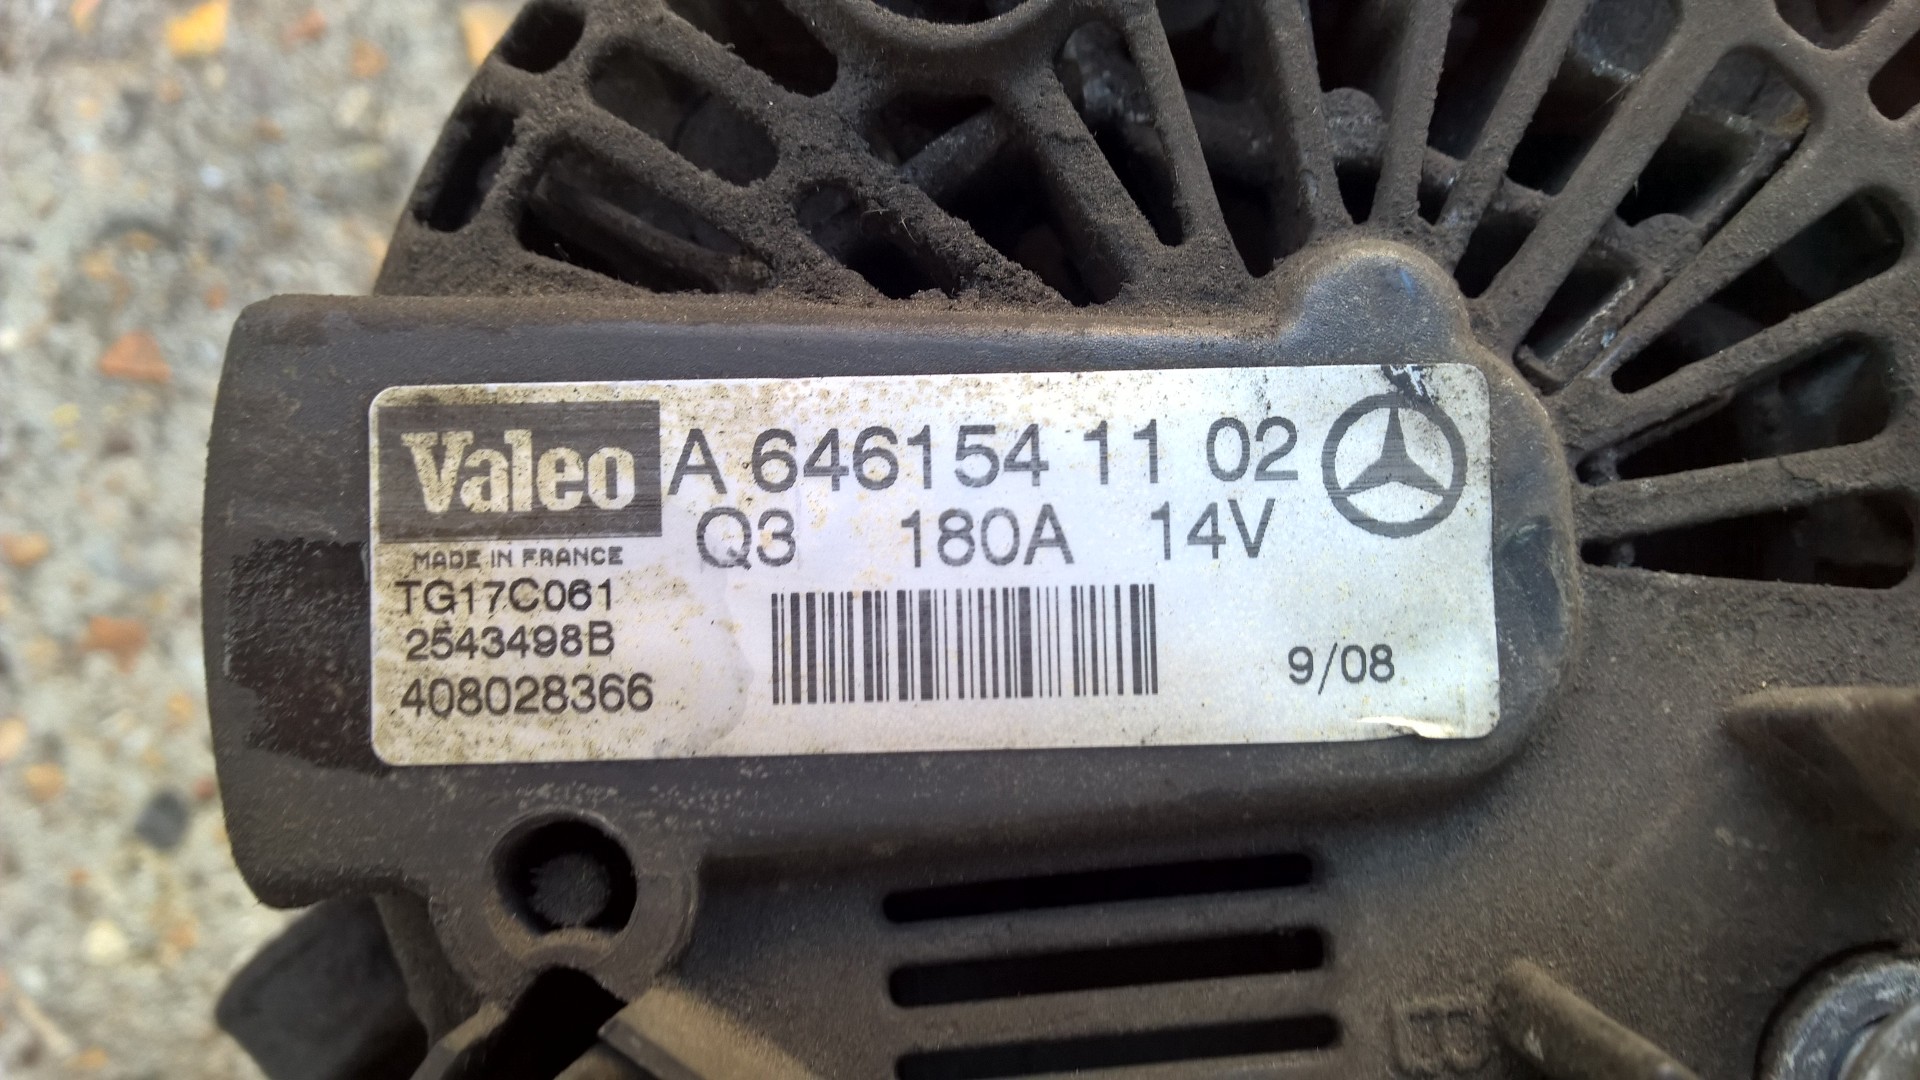 Valeo A 646154 11 02
Q3 180A 14V
MADE IN FRANCE
TG17C061
2543498B
408028366
9/08
B